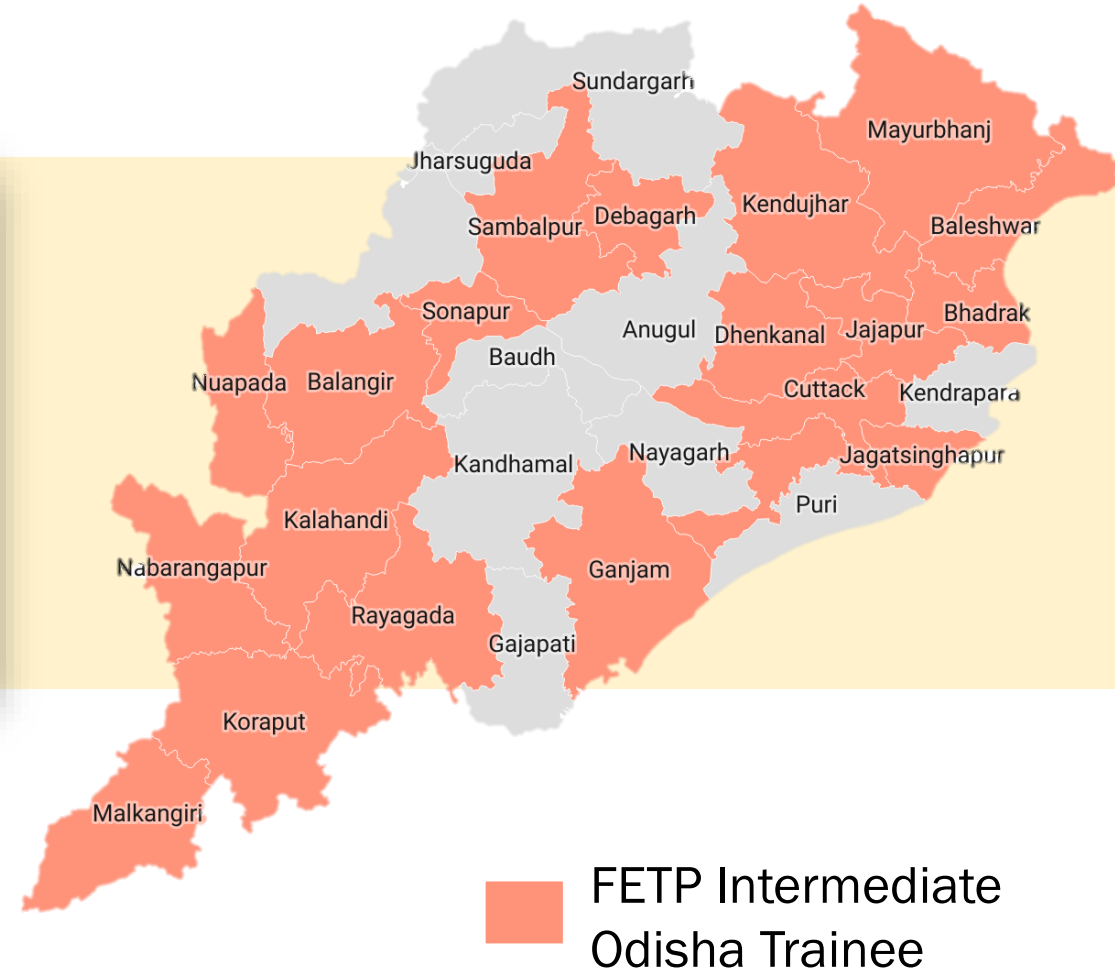 Sundargarh
Mayurbhanj
Jharsuguda
Kendujhar
Debagarh
Sambalpur
Baleshwar
Sonapur
Bhadrak
Anugul
Dhenkanal
Jajapur
Baudh
Nuapada
Balangir
Cuttack
Kendrapara
Nayagarh
Jagatsinghapur
Kandhamal
Puri
Kalahandi
Nabarangapur
Ganjam
Rayagada
Gajapati
Koraput
Malkangiri
FETP Intermediate
Odisha Trainee